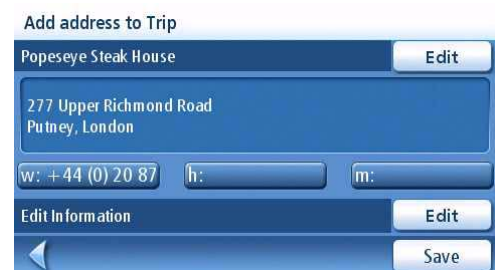 Add address to Trip
Popeseye Steak House Edit
277 Upper Richmond Road
Putney, London
w: +44 (0) 20 87 h: m:
Edit Information Edit
Save